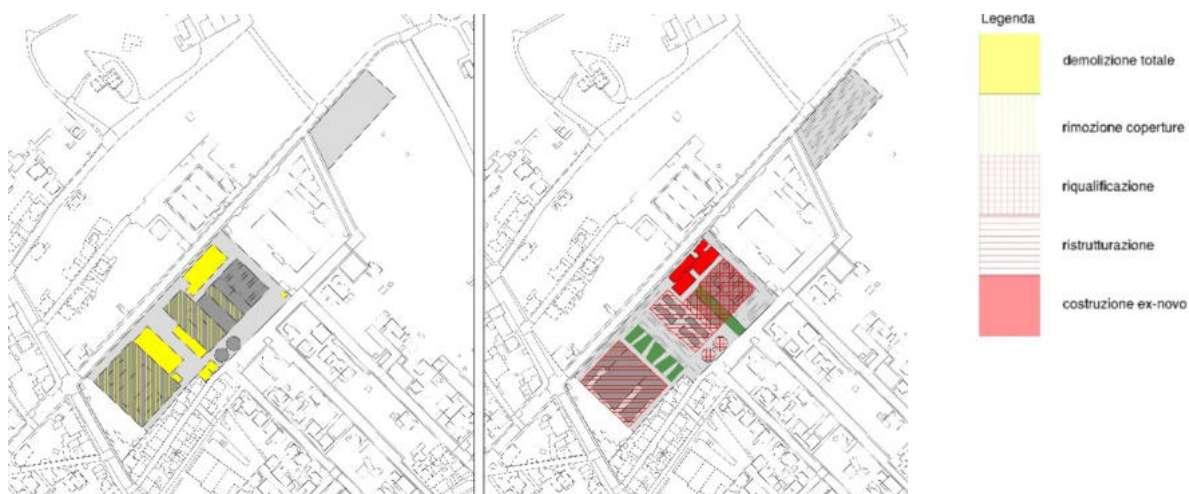 Legenda
demolizione totale
rimozione coperture
riqualificazione
ristrutturazione
costruzione ex-novo